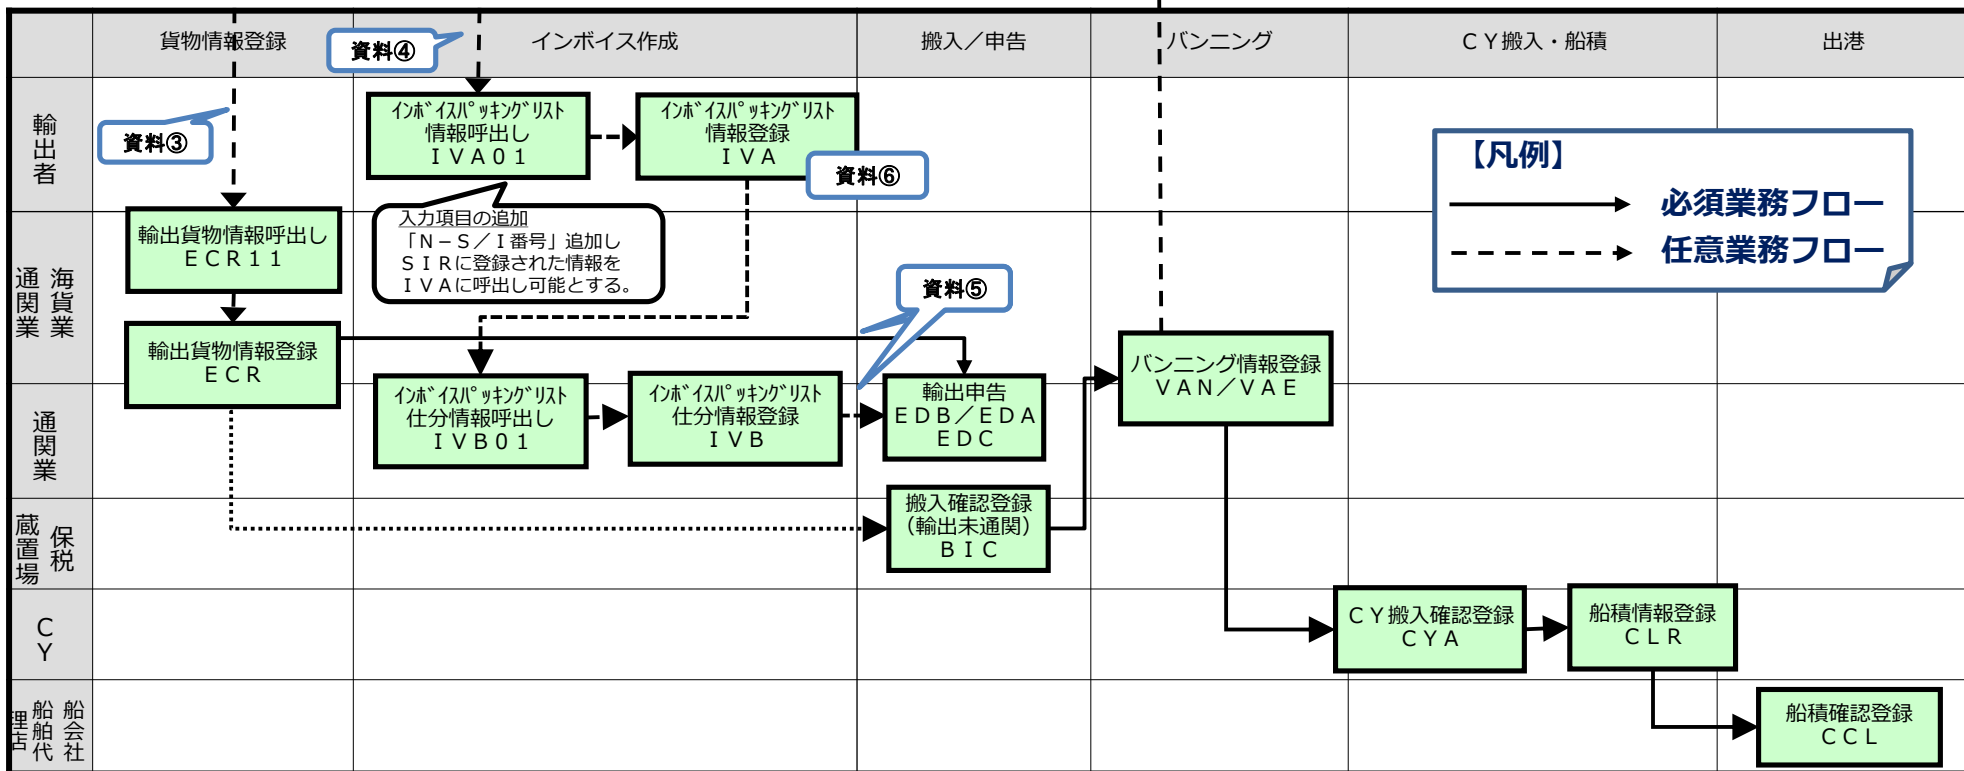 貨物情報登録
インボイス作成
搬入／申告
バンニング
ＣＹ搬入・船積
出港
資料④
資料③
輸出者
ｲﾝﾎﾞｲｽﾊﾟｯｷﾝｸﾞﾘｽﾄ
情報呼出し
ＩＶＡ０１
ｲﾝﾎﾞｲｽﾊﾟｯｷﾝｸﾞﾘｽﾄ
情報登録
ＩＶＡ
資料⑥
【凡例】
必須業務フロー
任意業務フロー
入力項目の追加
「Ｎ－Ｓ／Ｉ番号」追加し
ＳＩＲに登録された情報を
ＩＶＡに呼出し可能とする。
海貨業
通関業
輸出貨物情報呼出し
ＥＣＲ１１
輸出貨物情報登録
ＥＣＲ
資料⑤
バンニング情報登録
ＶＡＮ／ＶＡＥ
通関業
ｲﾝﾎﾞｲｽﾊﾟｯｷﾝｸﾞﾘｽﾄ
仕分情報呼出し
ＩＶＢ０１
ｲﾝﾎﾞｲｽﾊﾟｯｷﾝｸﾞﾘｽﾄ
仕分情報登録
ＩＶＢ
輸出申告
ＥＤＢ／ＥＤＡ
ＥＤＣ
保税
蔵置場
搬入確認登録
（輸出未通関）
ＢＩＣ
ＣＹ
ＣＹ搬入確認登録
ＣＹＡ
船積情報登録
ＣＬＲ
船会社
船舶代
理店
船積確認登録
ＣＣＬ